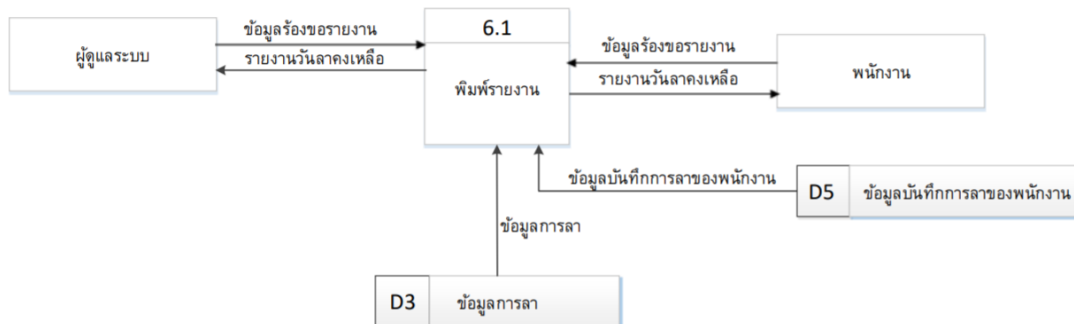 ผู้ดูแลระบบ
ข้อมูลร้องขอรายงาน
รายงานวันลาคงเหลือ
6.1
พิมพ์รายงาน
ข้อมูลร้องขอรายงาน
รายงานวันลาคงเหลือ
พนักงาน
ข้อมูลบันทึกการลาของพนักงาน
D5 ข้อมูลบันทึกการลาของพนักงาน
ข้อมูลการลา
D3 ข้อมูลการลา